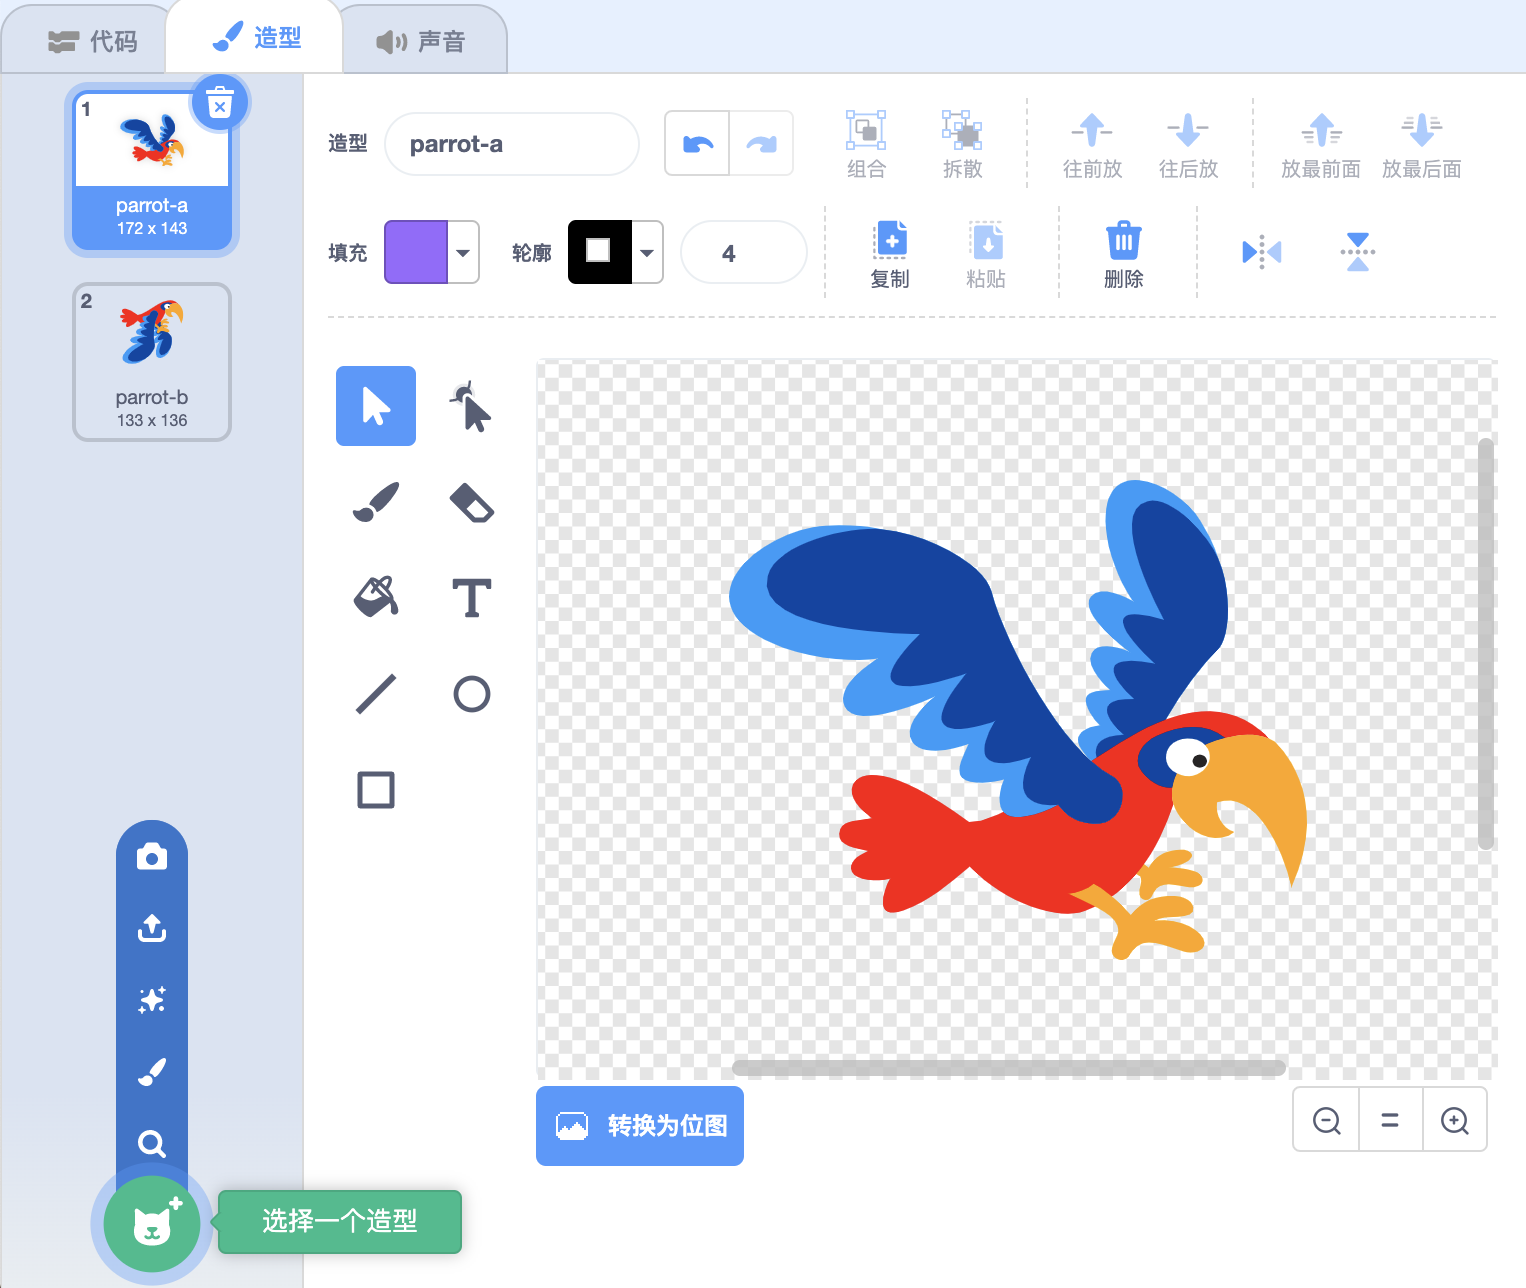 代码
造型
声音
1
parrot-a
172 x 143
2
parrot-b
133 x 136
造型
parrot-a
组合
拆散
往前放
往后放
放最前面
放最后面
填充
轮廓
4
复制
粘贴
删除
转换为位图
选择一个造型